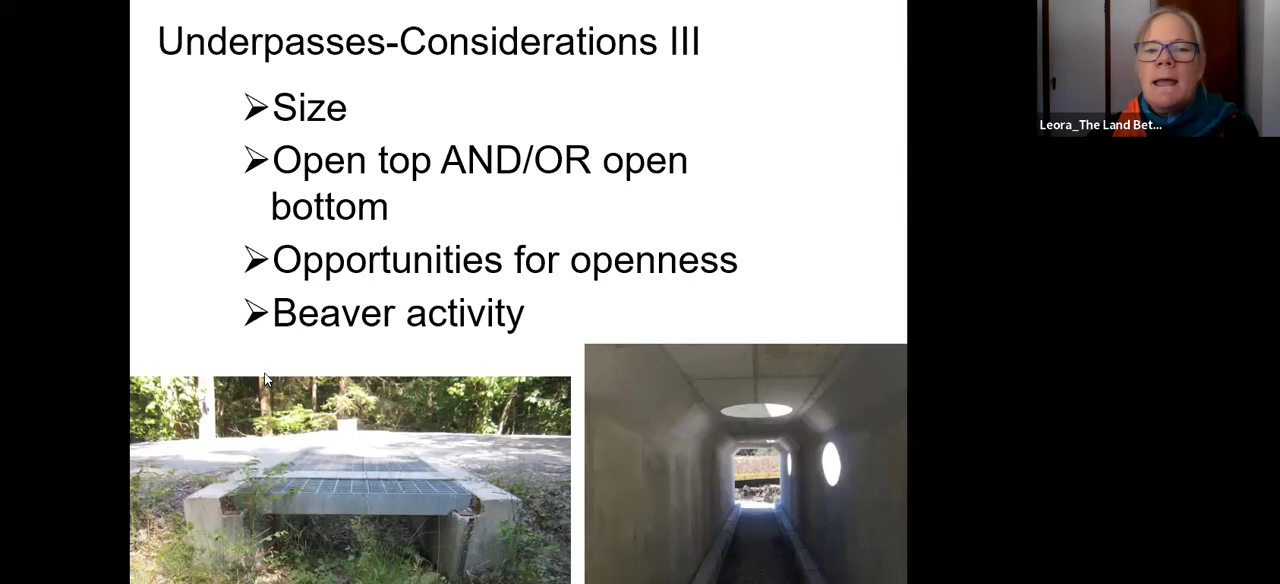 Underpasses-Considerations III
➢Size
➢Open top AND/OR open
bottom
➢Opportunities for openness
➢Beaver activity
Leora_The Land Bet...